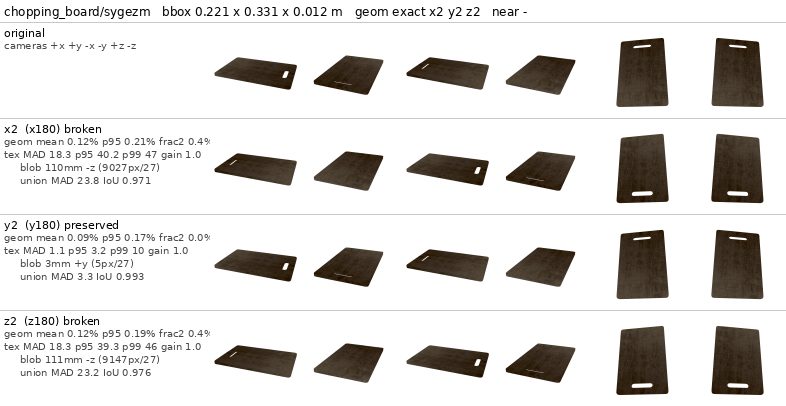 chopping_board/sygezm bbox 0.221 x 0.331 x 0.012 m geom exact x2 y2 z2 near -
original
cameras +x +y -x -y +z -z
x2 (x180) broken
geom mean 0.12% p95 0.21% frac2 0.4%
tex MAD 18.3 p95 40.2 p99 47 gain 1.0
blob 110mm -z (9027px/27)
union MAD 23.8 IoU 0.971
y2 (y180) preserved
geom mean 0.09% p95 0.17% frac2 0.0%
tex MAD 1.1 p95 3.2 p99 10 gain 1.0
blob 3mm +y (5px/27)
union MAD 3.3 IoU 0.993
z2 (z180) broken
geom mean 0.12% p95 0.19% frac2 0.4%
tex MAD 18.3 p95 39.3 p99 46 gain 1.0
blob 111mm -z (9147px/27)
union MAD 23.2 IoU 0.976